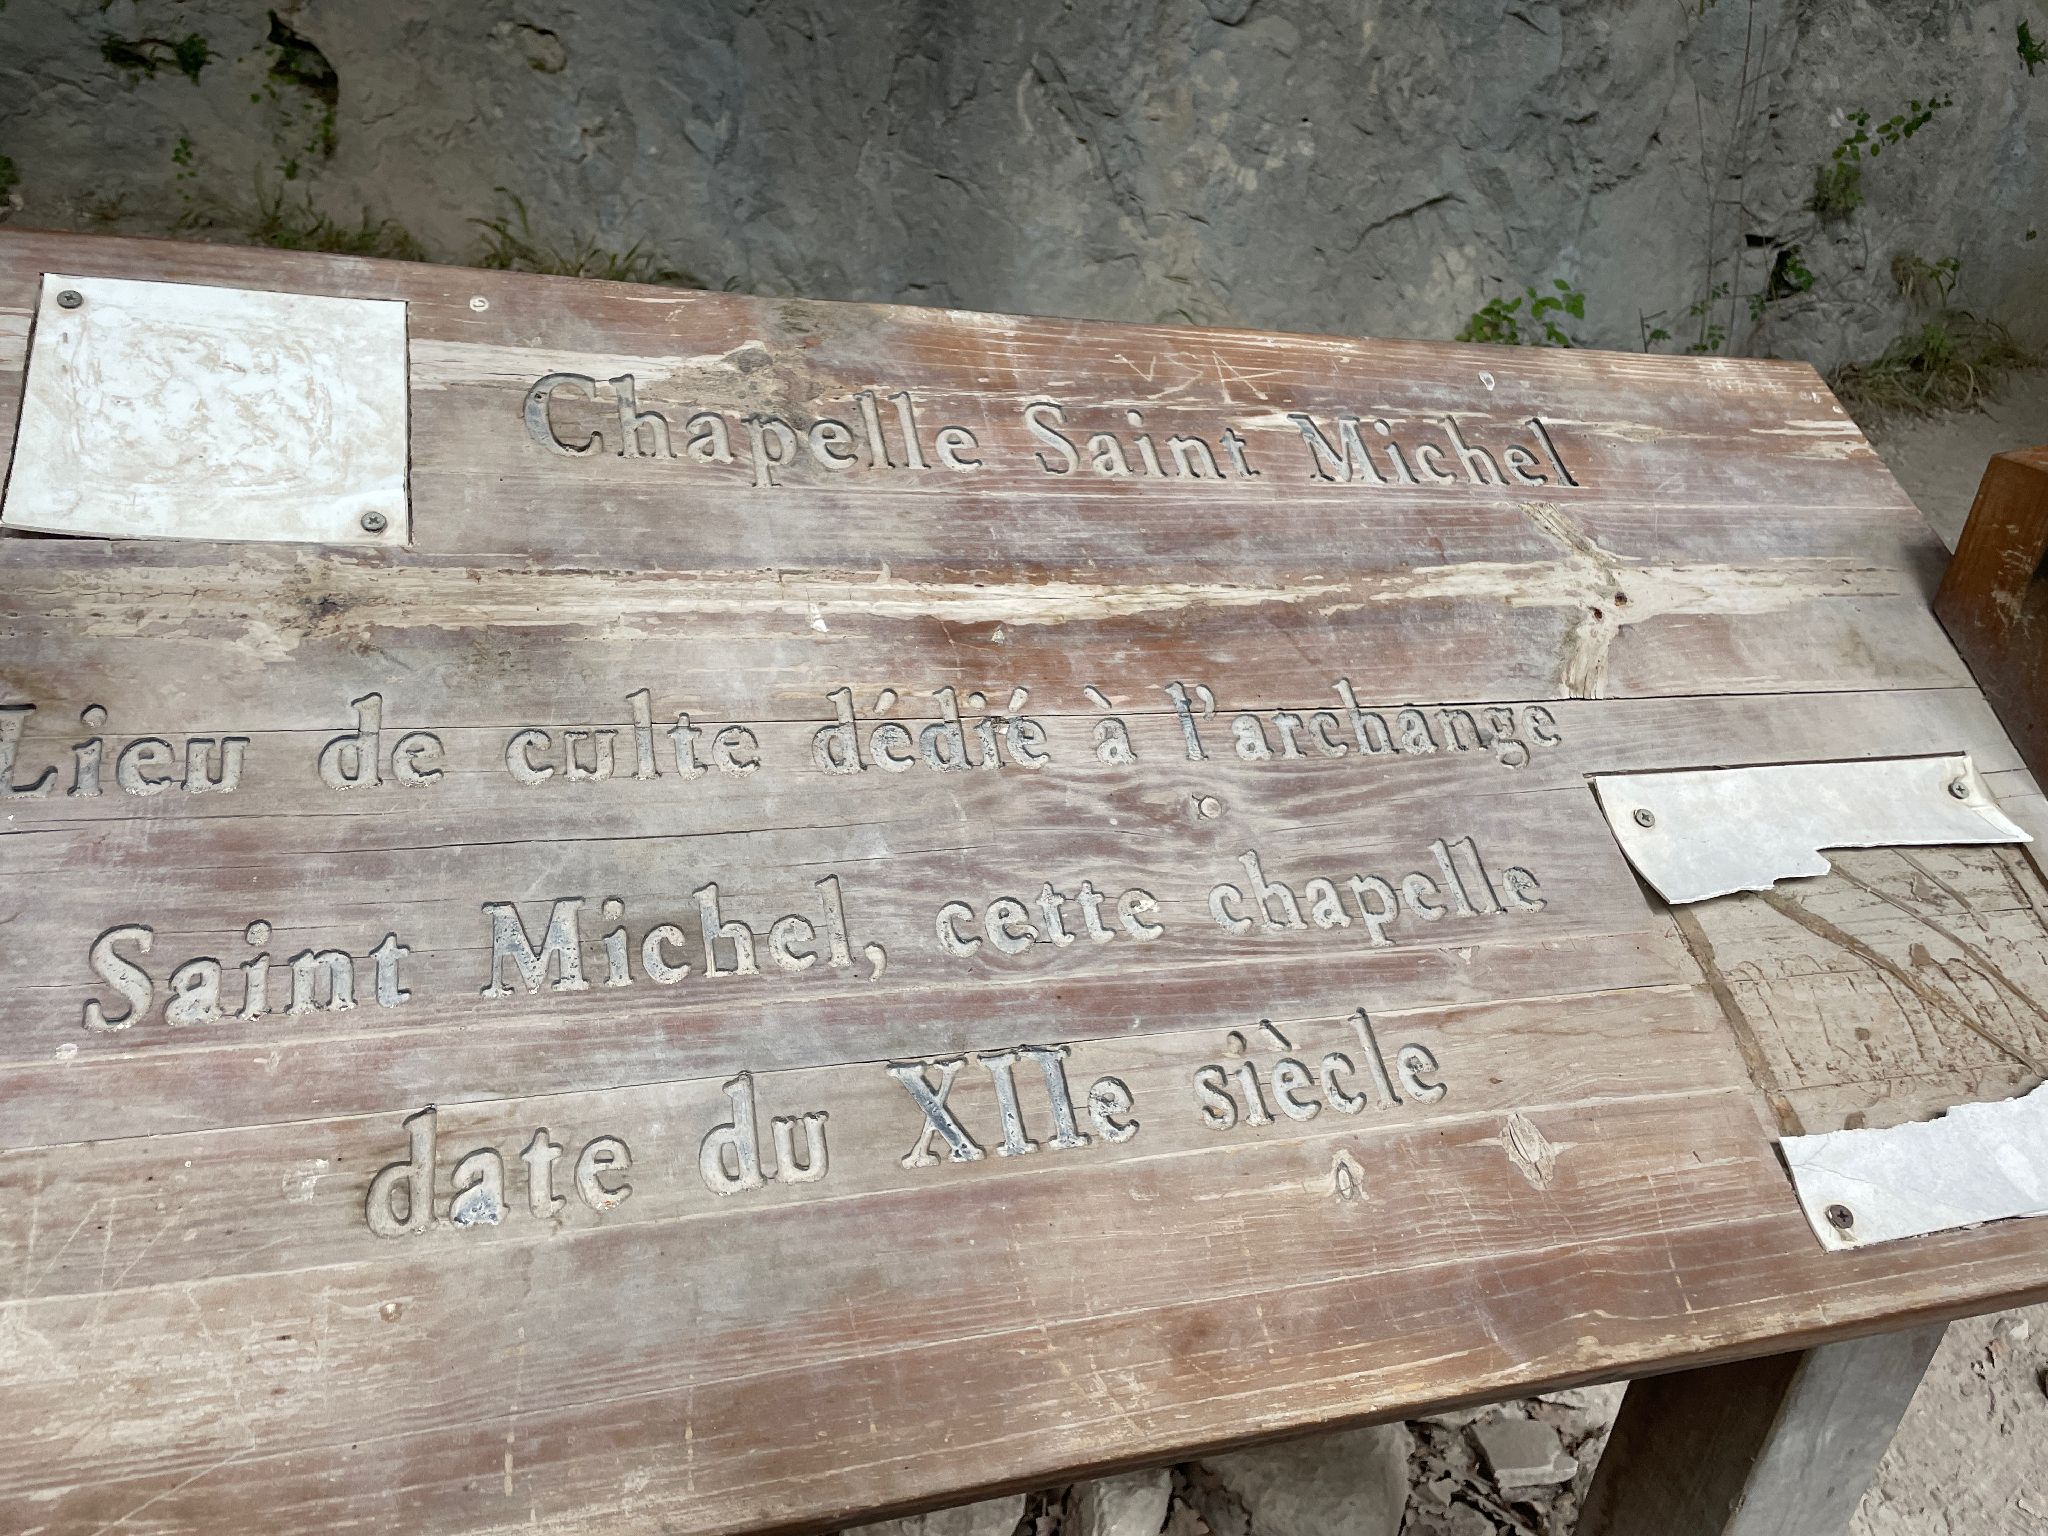 Chapelle Saint Michel
Lieu de culte dédié à l'archange
Saint Michel, cette chapelle
date du XIIe siècle